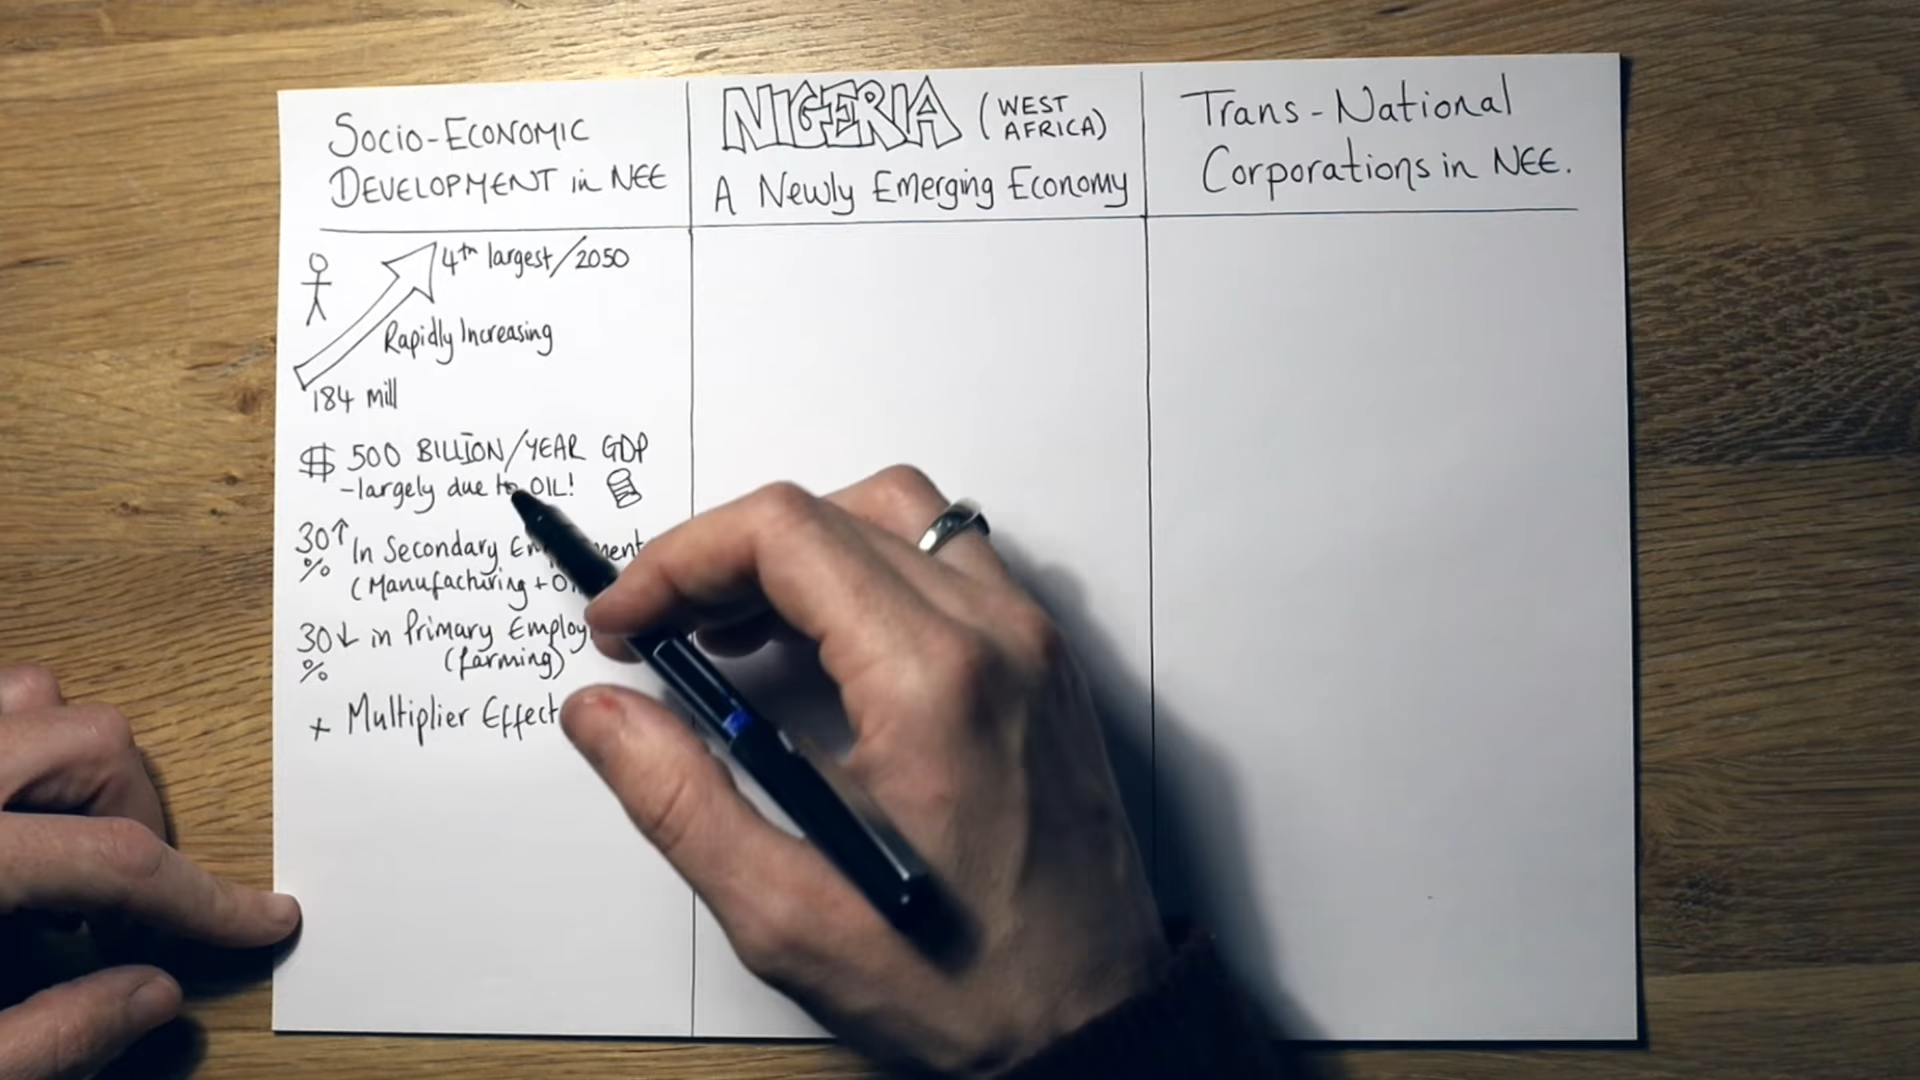 Socio-Economic
Development in NEE
4th largest/2050
Rapidly Increasing
184 mill
$ 500 BILLION/YEAR GDP
-largely due to OIL!
30% ↑ In Secondary
(Manufacturing +
30% ↓ in Primary
(farming)
+ Multiplier Effect
NIGERIA (WEST
AFRICA)
A Newly Emerging Economy
Trans-National
Corporations in NEE.